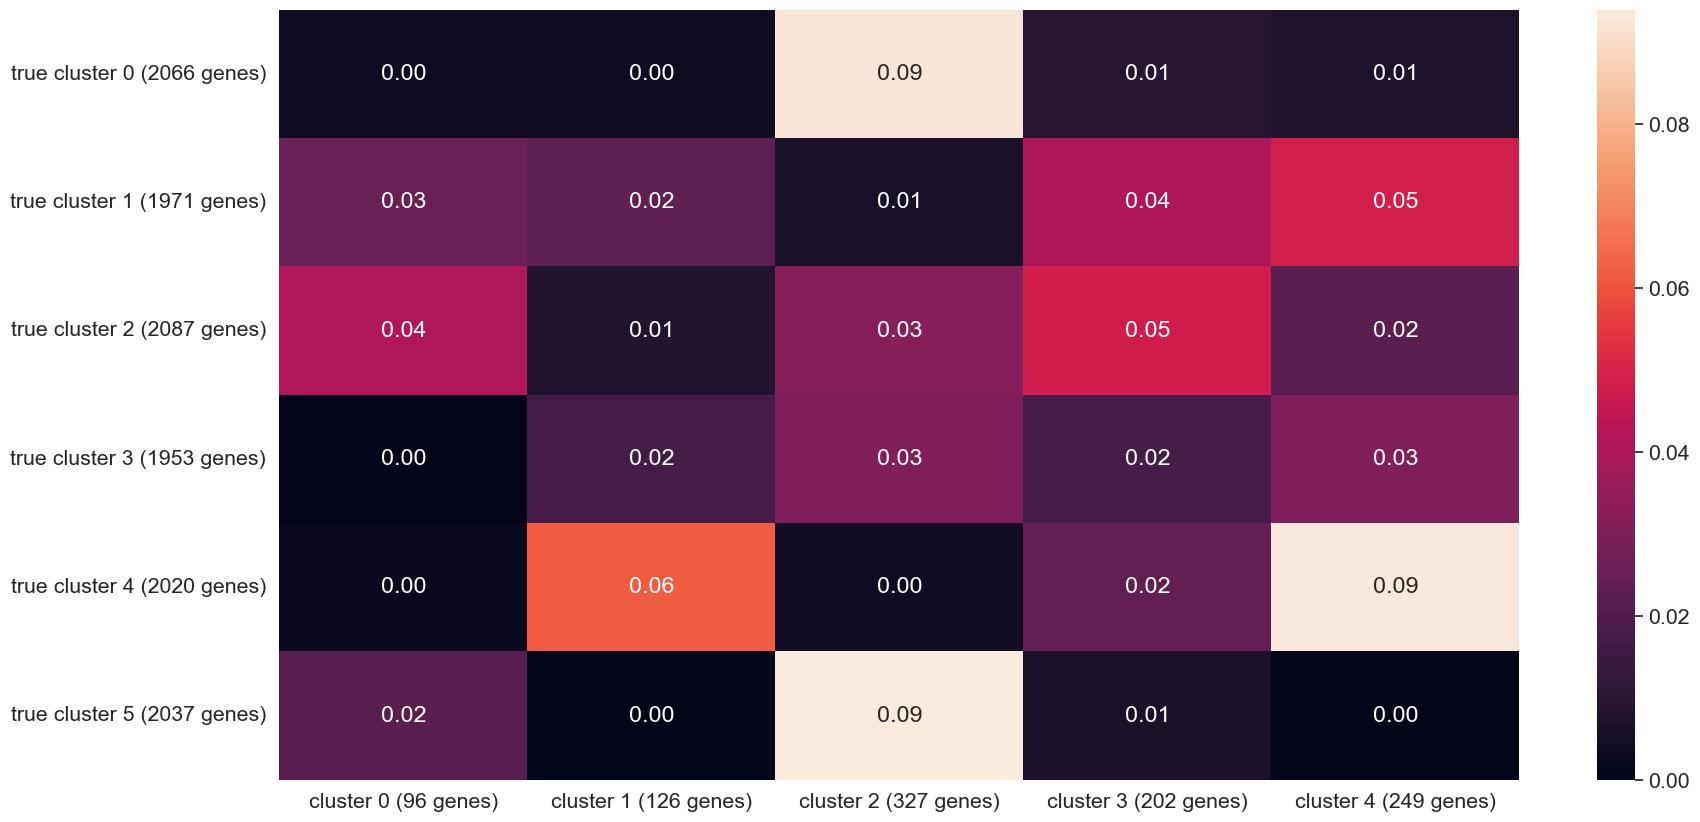 true cluster 0 (2066 genes) 0.00 0.00 0.09 0.01 0.01
true cluster 1 (1971 genes) 0.03 0.02 0.01 0.04 0.05
true cluster 2 (2087 genes) 0.04 0.01 0.03 0.05 0.02
true cluster 3 (1953 genes) 0.00 0.02 0.03 0.02 0.03
true cluster 4 (2020 genes) 0.00 0.06 0.00 0.02 0.09
true cluster 5 (2037 genes) 0.02 0.00 0.09 0.01 0.00
cluster 0 (96 genes) cluster 1 (126 genes) cluster 2 (327 genes) cluster 3 (202 genes) cluster 4 (249 genes)
0.08
0.06
0.04
0.02
0.00